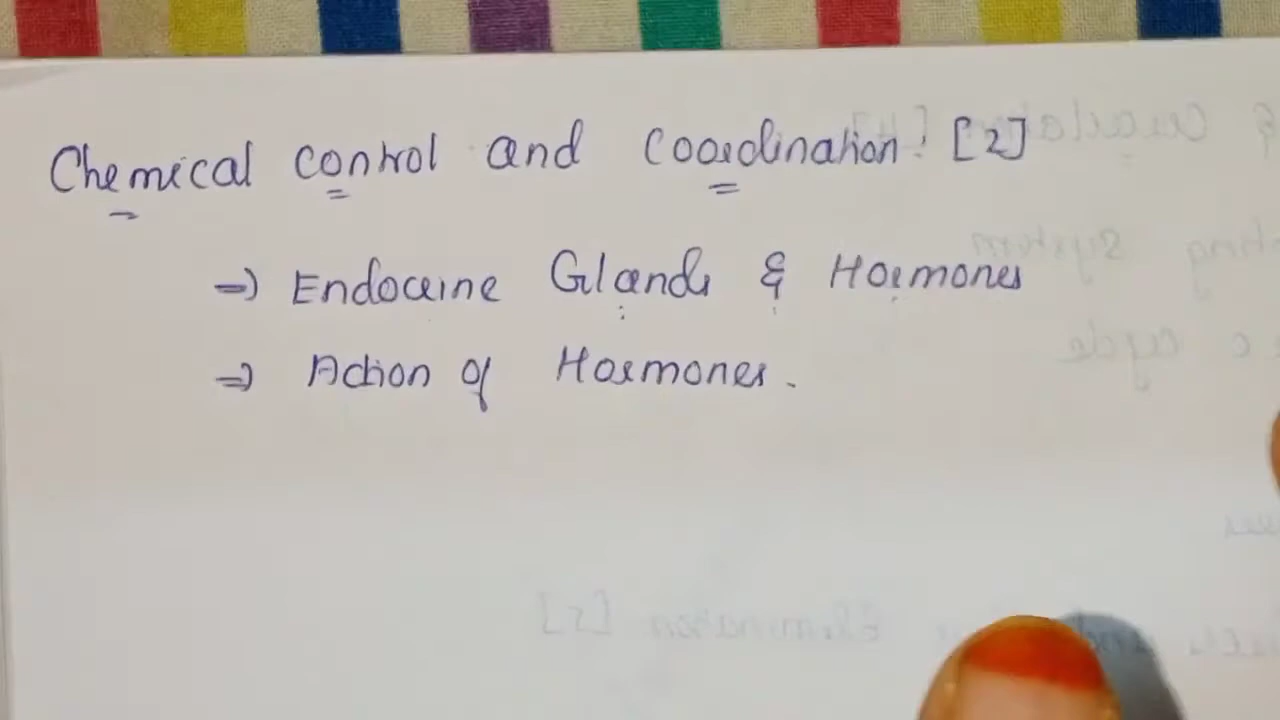 Chemical control and Coordination : [2]
⇒ Endocrine Glands & Hormones
⇒ Action of Hormones.